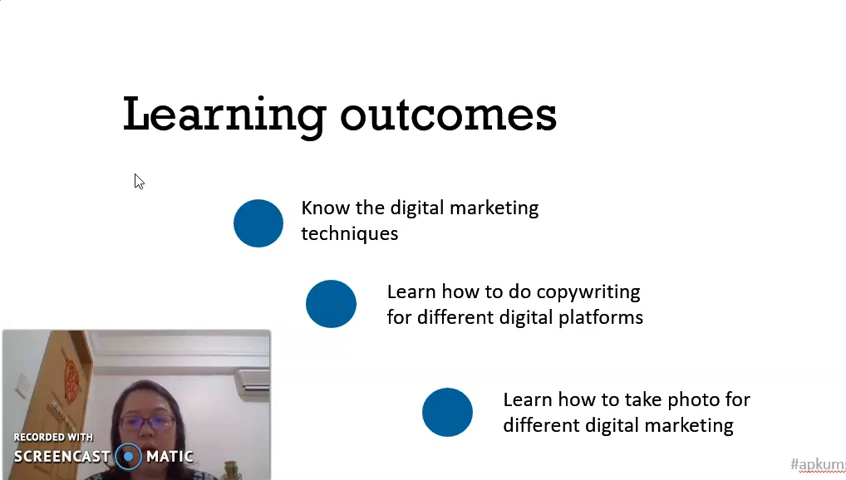 Learning outcomes
Know the digital marketing
techniques
Learn how to do copywriting
for different digital platforms
Learn how to take photo for
different digital marketing
RECORDED WITH
SCREENCAST MATIC
#apkums